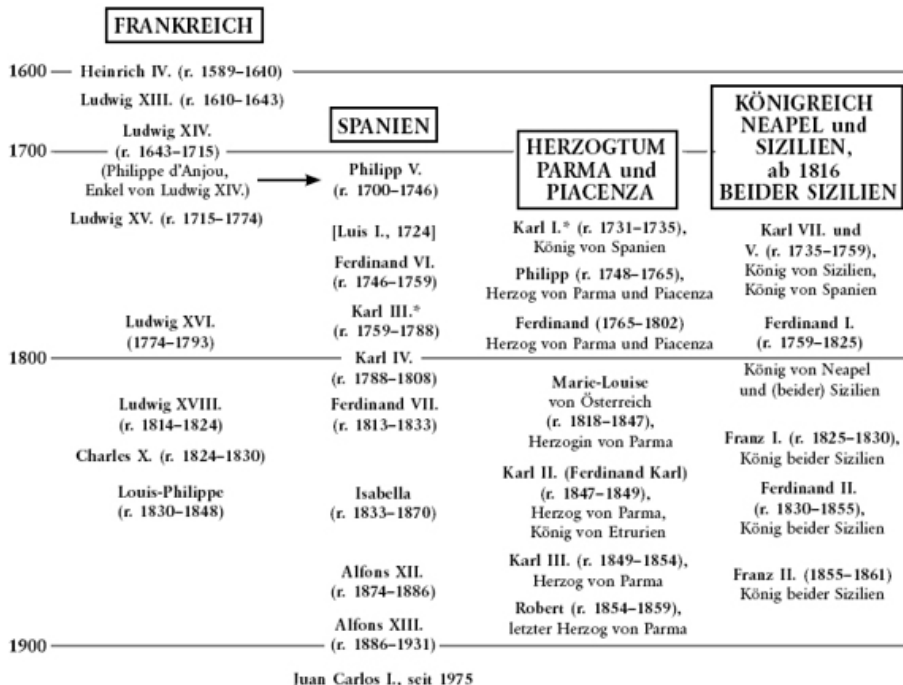 FRANKREICH
1600
Heinrich IV. (r. 1589–1610)
Ludwig XIII. (r. 1610–1643)
Ludwig XIV.
(r. 1643–1715)
(Philippe d'Anjou,
Enkel von Ludwig XIV.)
Ludwig XV. (r. 1715–1774)
Ludwig XVI.
(1774–1793)
Ludwig XVIII.
(r. 1814–1824)
Charles X. (r. 1824–1830)
Louis-Philippe
(r. 1830–1848)
1700
1800
1900
SPANIEN
Philipp V.
(r. 1700–1746)
[Luis I., 1724]
Ferdinand VI.
(r. 1746–1759)
Karl III.*
(r. 1759–1788)
Karl IV.
(r. 1788–1808)
Ferdinand VII.
(r. 1813–1833)
Isabella
(r. 1833–1870)
Alfons XII.
(r. 1874–1886)
Alfons XIII.
(r. 1886–1931)
Juan Carlos I., seit 1975
HERZOGTUM
PARMA und
PIACENZA
Karl I.* (r. 1731–1735),
König von Spanien
Philipp (r. 1748–1765),
Herzog von Parma und Piacenza
Ferdinand (1765–1802)
Herzog von Parma und Piacenza
Marie-Louise
von Österreich
(r. 1818–1847),
Herzogin von Parma
Karl II. (Ferdinand Karl)
(r. 1847–1849),
Herzog von Parma,
König von Etrurien
Karl III. (r. 1849–1854),
Herzog von Parma
Robert (r. 1854–1859),
letzter Herzog von Parma
KÖNIGREICH
NEAPEL und
SIZILIEN,
ab 1816
BEIDER SIZILIEN
Karl VII. und
V. (r. 1735–1759),
König von Sizilien,
König von Spanien
Ferdinand I.
(r. 1759–1825)
König von Neapel
und (beider) Sizilien
Franz I. (r. 1825–1830),
König beider Sizilien
Ferdinand II.
(r. 1830–1855),
König beider Sizilien
Franz II. (1855–1861)
König beider Sizilien